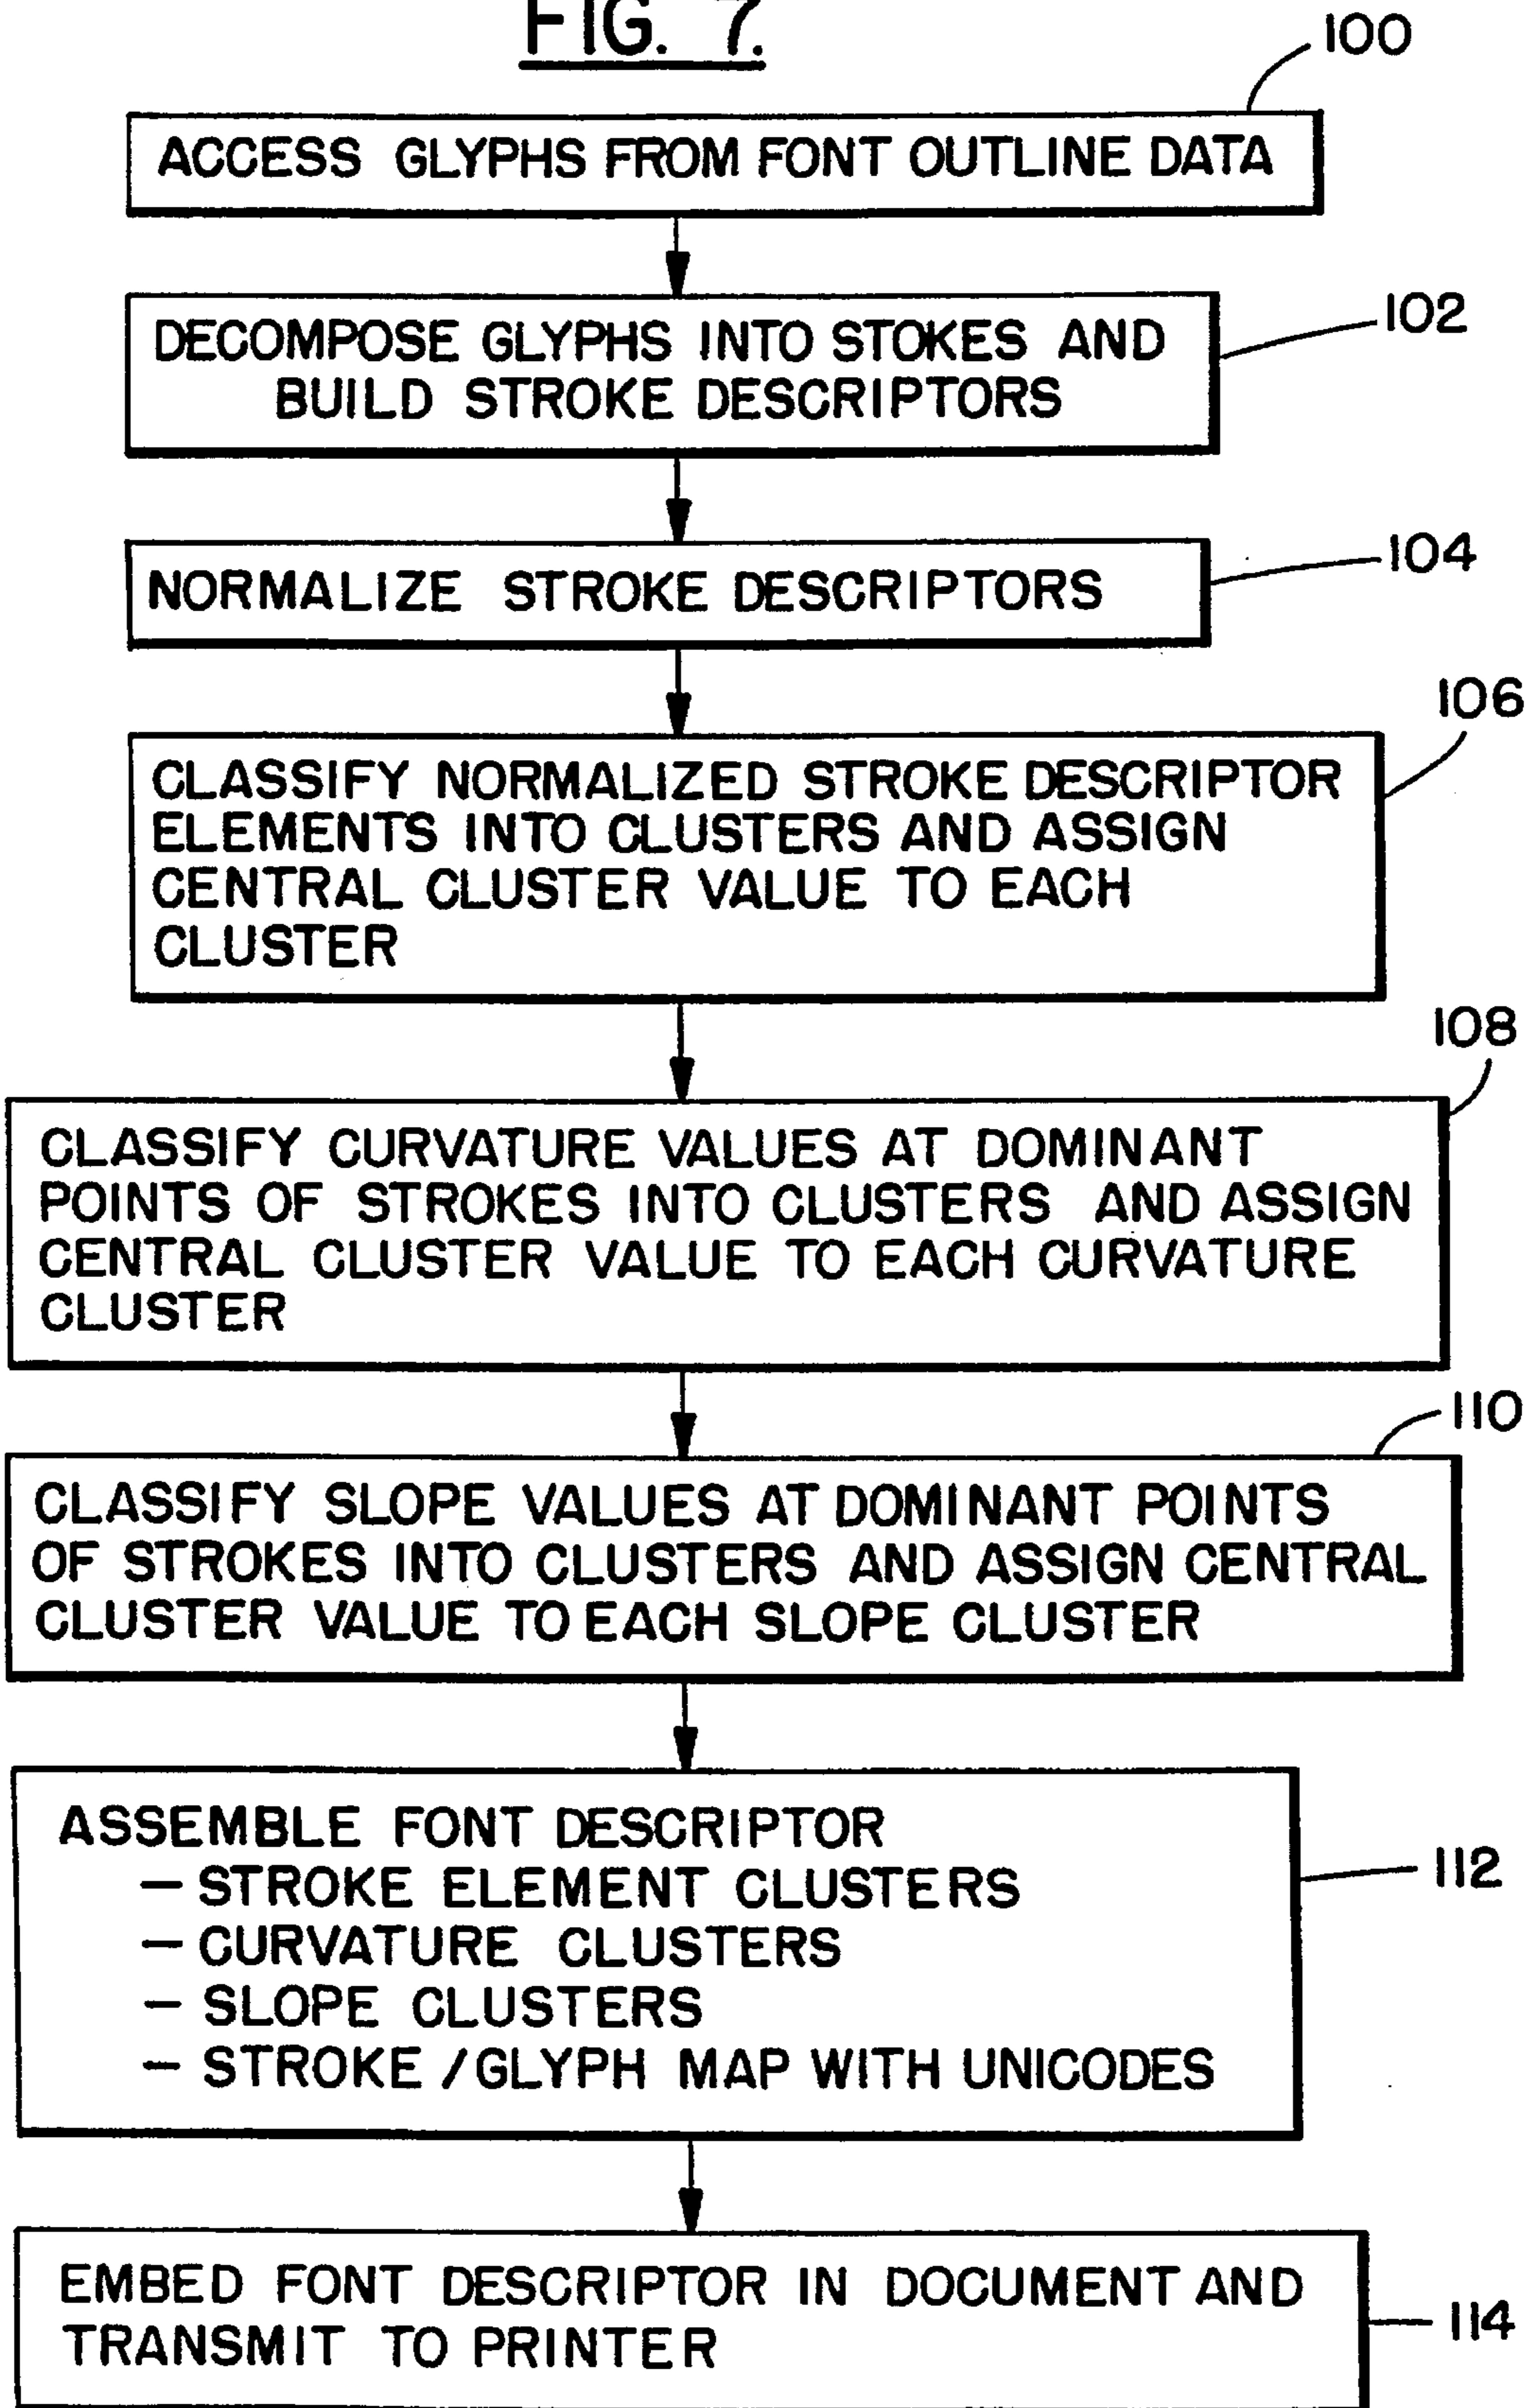 FIG. 7.
100
ACCESS GLYPHS FROM FONT OUTLINE DATA
102
DECOMPOSE GLYPHS INTO STOKES AND
BUILD STROKE DESCRIPTORS
104
NORMALIZE STROKE DESCRIPTORS
106
CLASSIFY NORMALIZED STROKE DESCRIPTOR
ELEMENTS INTO CLUSTERS AND ASSIGN
CENTRAL CLUSTER VALUE TO EACH
CLUSTER
108
CLASSIFY CURVATURE VALUES AT DOMINANT
POINTS OF STROKES INTO CLUSTERS AND ASSIGN
CENTRAL CLUSTER VALUE TO EACH CURVATURE
CLUSTER
110
CLASSIFY SLOPE VALUES AT DOMINANT POINTS
OF STROKES INTO CLUSTERS AND ASSIGN CENTRAL
CLUSTER VALUE TO EACH SLOPE CLUSTER
ASSEMBLE FONT DESCRIPTOR
– STROKE ELEMENT CLUSTERS
112
– CURVATURE CLUSTERS
– SLOPE CLUSTERS
– STROKE / GLYPH MAP WITH UNICODES
EMBED FONT DESCRIPTOR IN DOCUMENT AND
TRANSMIT TO PRINTER
114